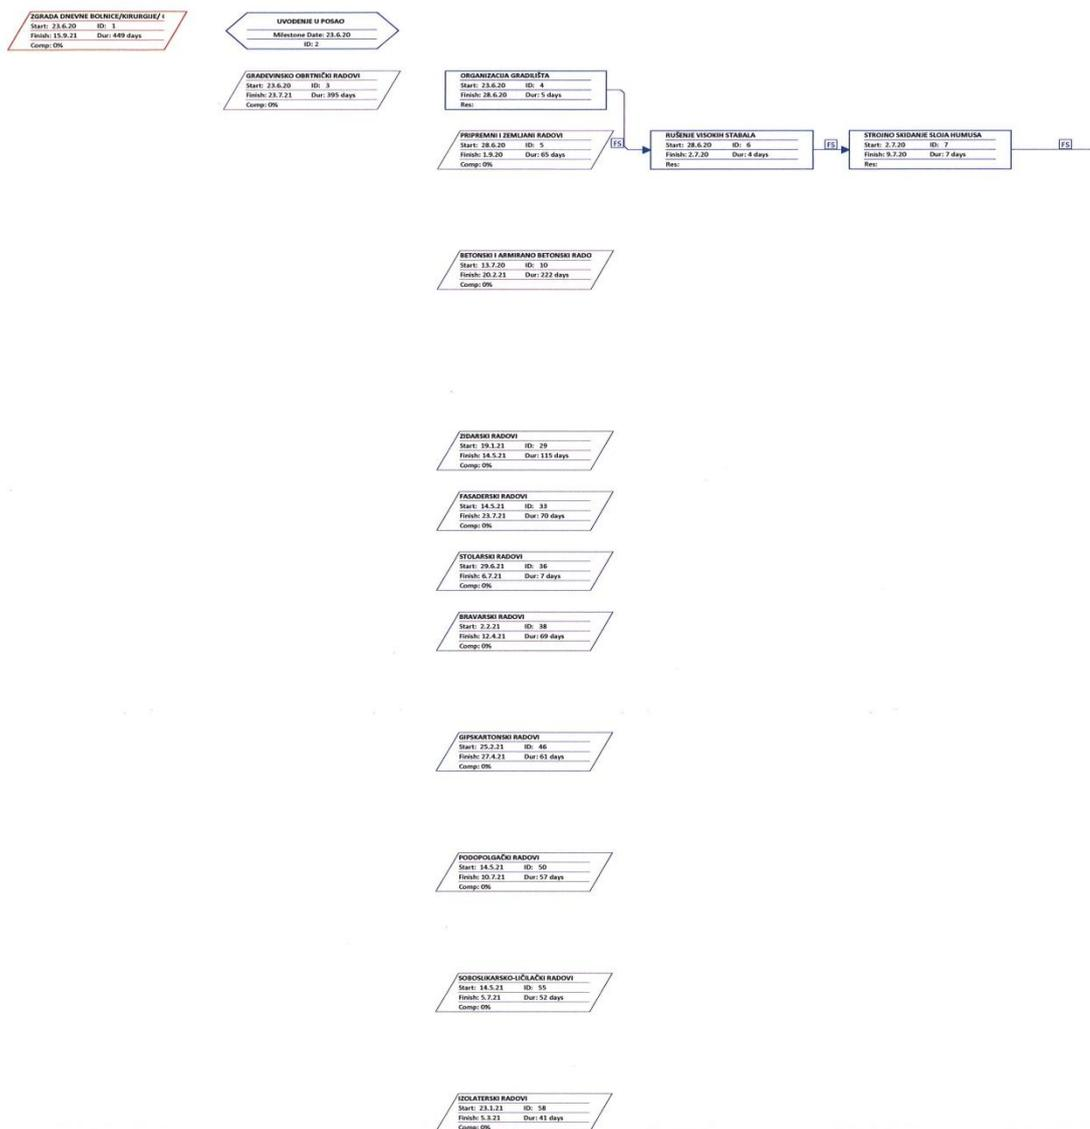 ZGRADA DNEVNE BOLNICE/KIRURGIJE/ I
Start: 23.6.20 ID: 1
Finish: 15.9.21 Dur: 449 days
Comp: 0%
UVOĐENJE U POSAO
Milestone Date: 23.6.20
ID: 2
GRAĐEVINSKO OBRTNIČKI RADOVI
Start: 23.6.20 ID: 3
Finish: 23.7.21 Dur: 395 days
Comp: 0%
ORGANIZACIJA GRADILIŠTA
Start: 23.6.20 ID: 4
Finish: 28.6.20 Dur: 5 days
Res:
PRIPREMNI I ZEMLJANI RADOVI
Start: 28.6.20 ID: 5
Finish: 1.9.20 Dur: 65 days
Comp: 0%
FS
RUŠENJE VISOKIH STABALA
Start: 28.6.20 ID: 6
Finish: 2.7.20 Dur: 4 days
Res:
FS
STROJNO SKIDANJE SLOJA HUMUSA
Start: 2.7.20 ID: 7
Finish: 9.7.20 Dur: 7 days
Res:
FS
BETONSKI I ARMIRANO BETONSKI RADO
Start: 13.7.20 ID: 10
Finish: 20.2.21 Dur: 222 days
Comp: 0%
ZIDARSKI RADOVI
Start: 19.1.21 ID: 29
Finish: 14.5.21 Dur: 115 days
Comp: 0%
FASADERSKI RADOVI
Start: 14.5.21 ID: 33
Finish: 23.7.21 Dur: 70 days
Comp: 0%
STOLARSKI RADOVI
Start: 29.6.21 ID: 36
Finish: 6.7.21 Dur: 7 days
Comp: 0%
BRAVARSKI RADOVI
Start: 2.2.21 ID: 38
Finish: 12.4.21 Dur: 69 days
Comp: 0%
GIPSKARTONSKI RADOVI
Start: 25.2.21 ID: 46
Finish: 27.4.21 Dur: 61 days
Comp: 0%
PODOPOLGAČKI RADOVI
Start: 14.5.21 ID: 50
Finish: 10.7.21 Dur: 57 days
Comp: 0%
SOBOSLIKARSKO-LIČILAČKI RADOVI
Start: 14.5.21 ID: 55
Finish: 5.7.21 Dur: 52 days
Comp: 0%
IZOLATERSKI RADOVI
Start: 23.1.21 ID: 58
Finish: 5.3.21 Dur: 41 days
Comp: 0%